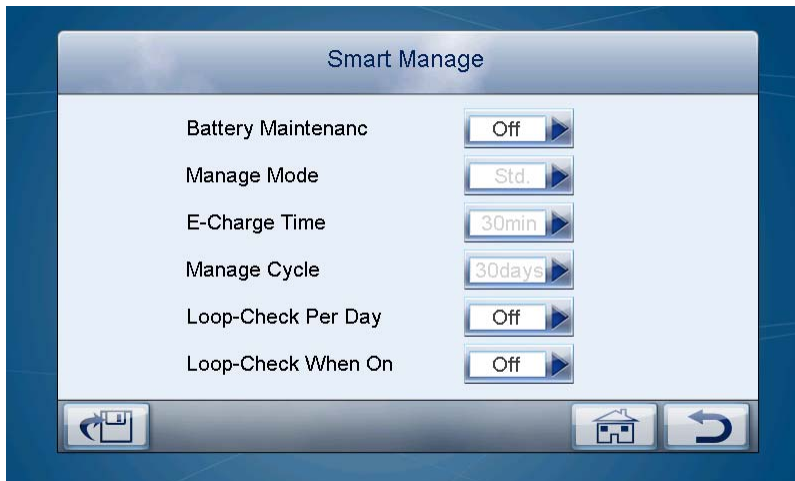 Smart Manage
Battery Maintenanc Off
Manage Mode Std.
E-Charge Time 30min
Manage Cycle 30days
Loop-Check Per Day Off
Loop-Check When On Off